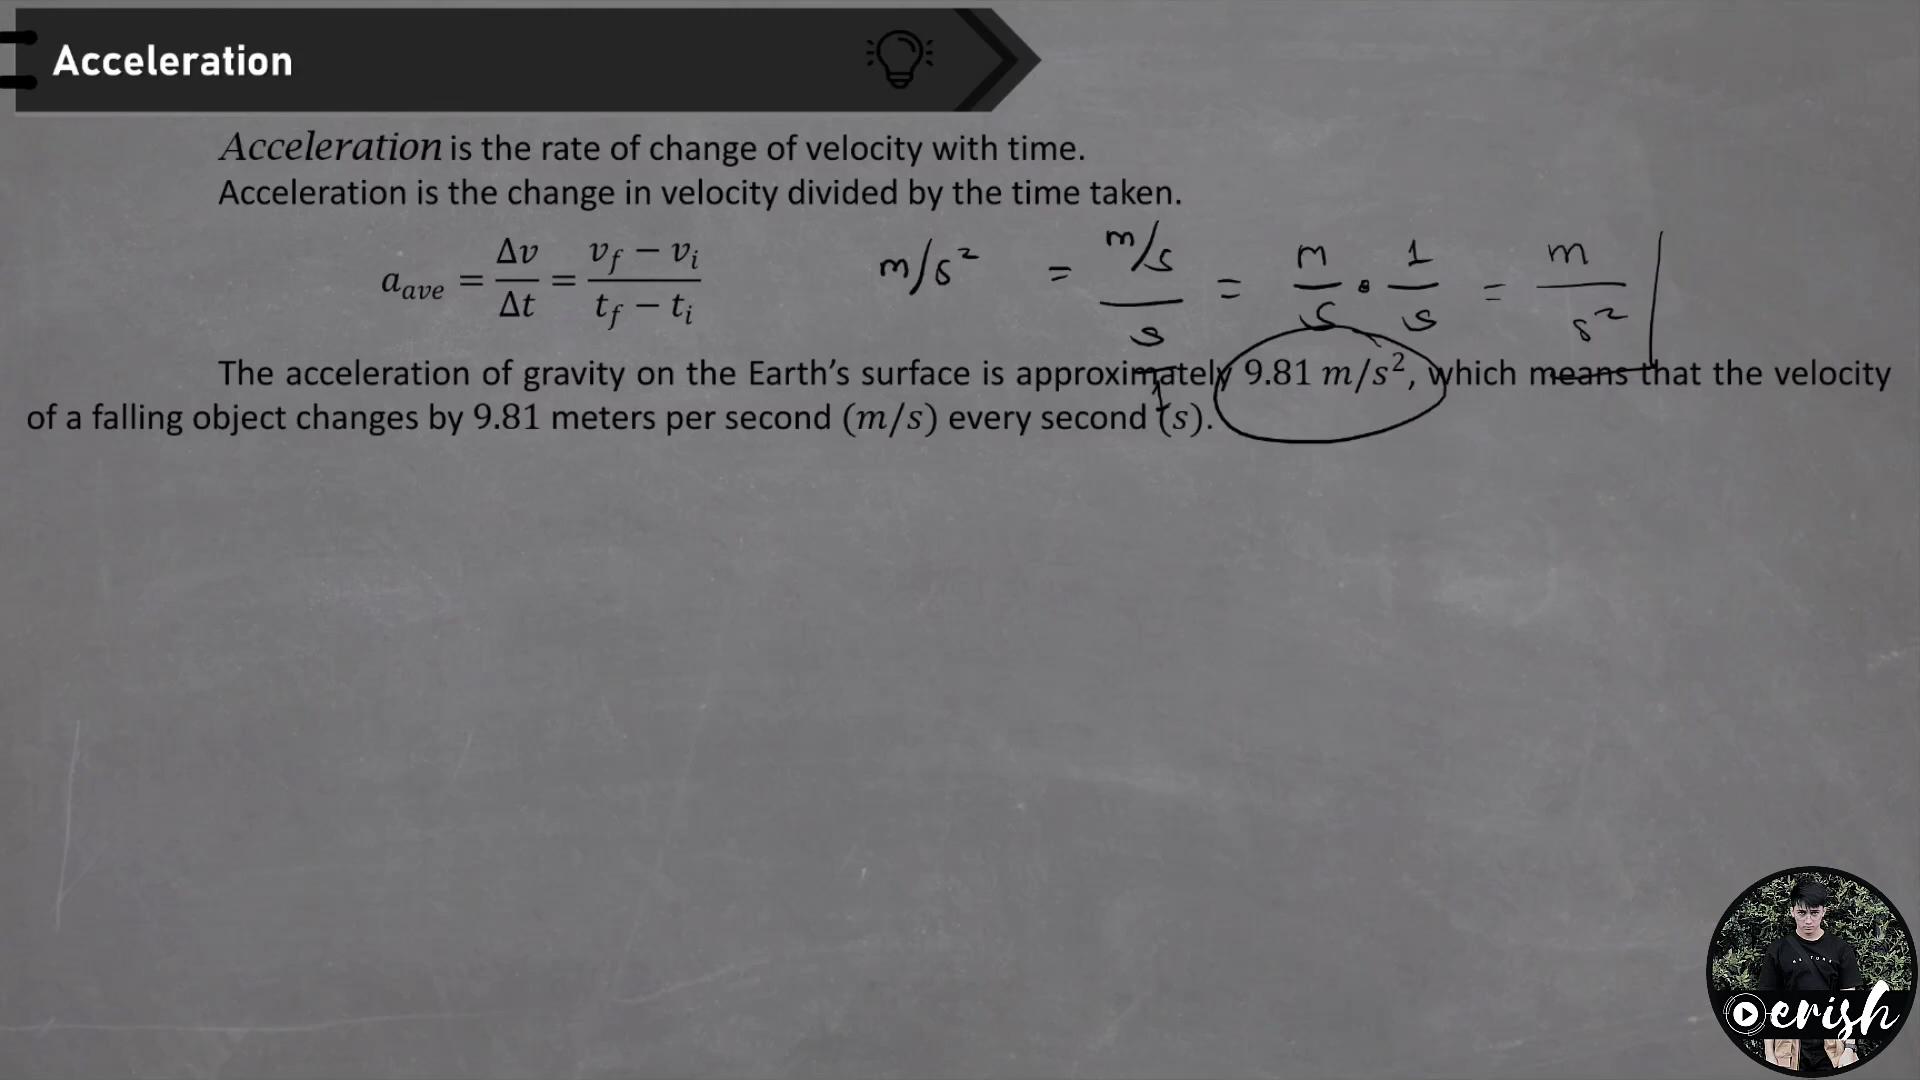 Acceleration
Acceleration is the rate of change of velocity with time.
Acceleration is the change in velocity divided by the time taken.
a_ave = Δv/Δt = (v_f − v_i)/(t_f − t_i)
m/s² = (m/s)/s = m/s · 1/s = m/s²
The acceleration of gravity on the Earth’s surface is approximately 9.81 m/s², which means that the velocity
of a falling object changes by 9.81 meters per second (m/s) every second (s).
erish